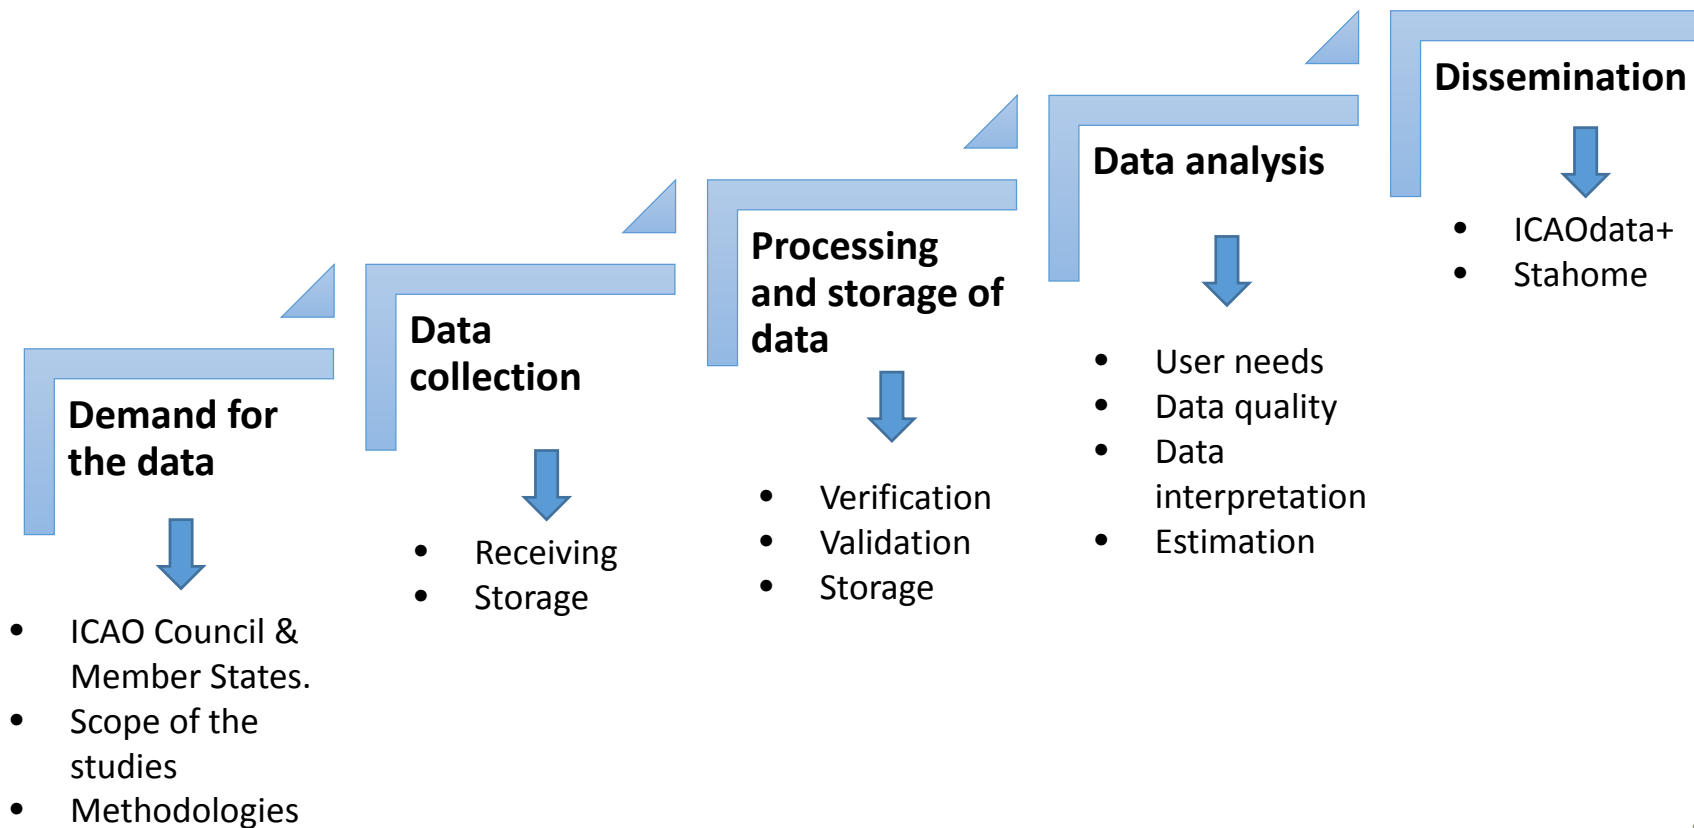 Demand for
the data
• ICAO Council &
Member States.
• Scope of the
studies
• Methodologies
Data
collection
• Receiving
• Storage
Processing
and storage of
data
• Verification
• Validation
• Storage
Data analysis
• User needs
• Data quality
• Data
interpretation
• Estimation
Dissemination
• ICAOdata+
• Stahome